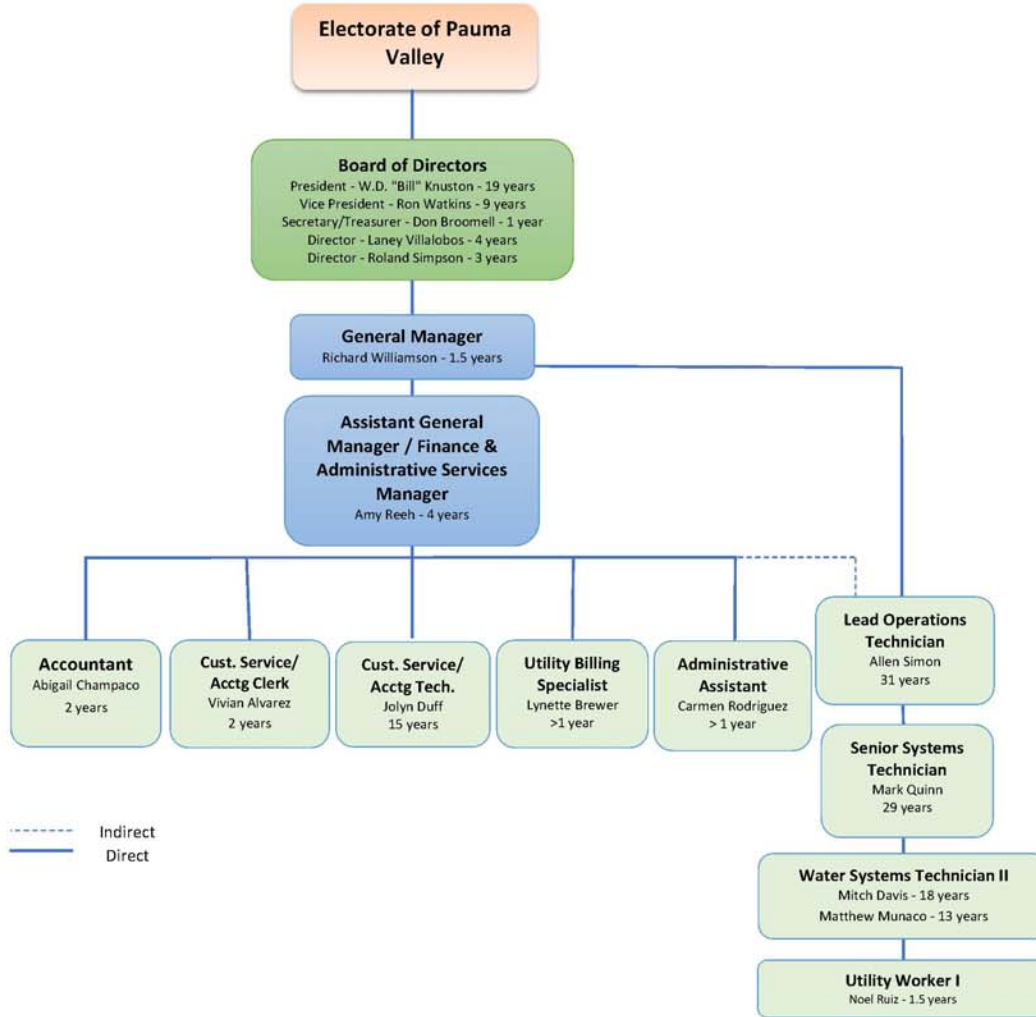 Electorate of Pauma
Valley
Board of Directors
President - W.D. "Bill" Knuston - 19 years
Vice President - Ron Watkins - 9 years
Secretary/Treasurer - Don Broomell - 1 year
Director - Laney Villalobos - 4 years
Director - Roland Simpson - 3 years
General Manager
Richard Williamson - 1.5 years
Assistant General
Manager / Finance &
Administrative Services
Manager
Amy Reeh - 4 years
Accountant
Abigail Champaco
2 years
Cust. Service/
Acctg Clerk
Vivian Alvarez
2 years
Cust. Service/
Acctg Tech.
Jolyn Duff
15 years
Utility Billing
Specialist
Lynette Brewer
>1 year
Administrative
Assistant
Carmen Rodriguez
> 1 year
Lead Operations
Technician
Allen Simon
31 years
Senior Systems
Technician
Mark Quinn
29 years
Water Systems Technician II
Mitch Davis - 18 years
Matthew Munaco - 13 years
Utility Worker I
Noel Ruiz - 1.5 years
Indirect
Direct